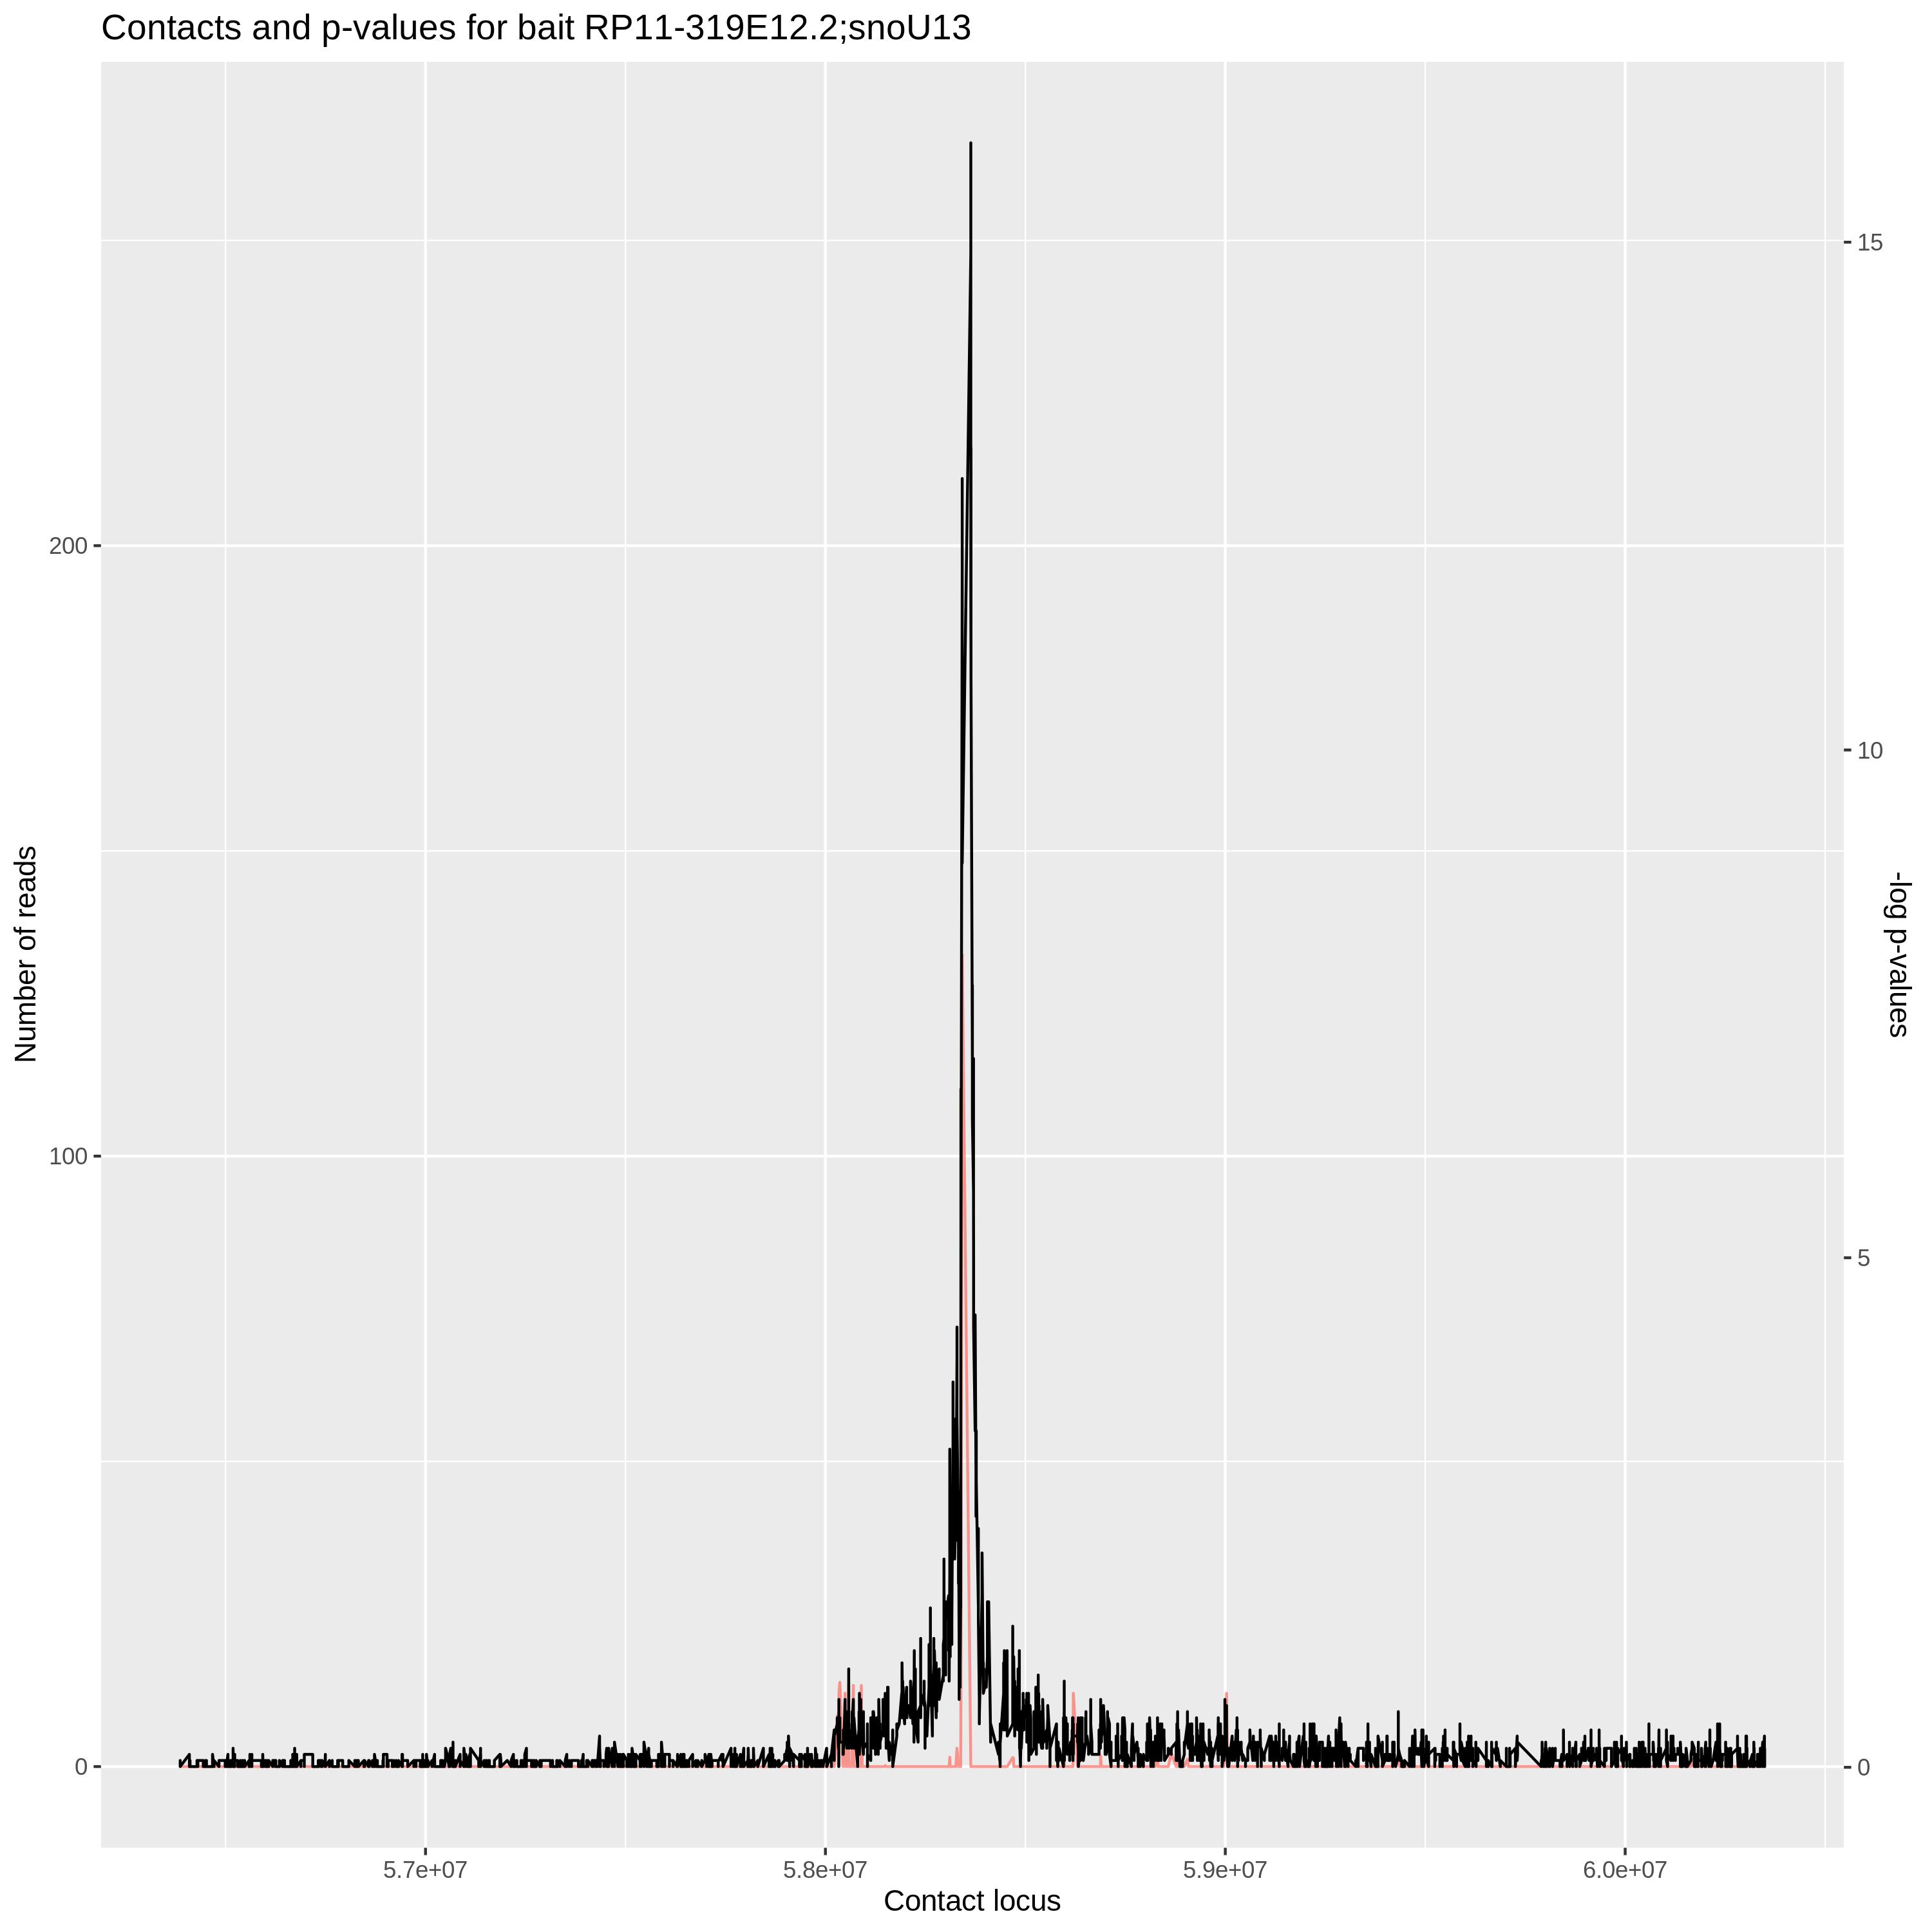 Contacts and p-values for bait RP11-319E12.2;snoU13
Number of reads
200
100
0
15
10
5
0
-log p-values
5.7e+07
5.8e+07
5.9e+07
6.0e+07
Contact locus